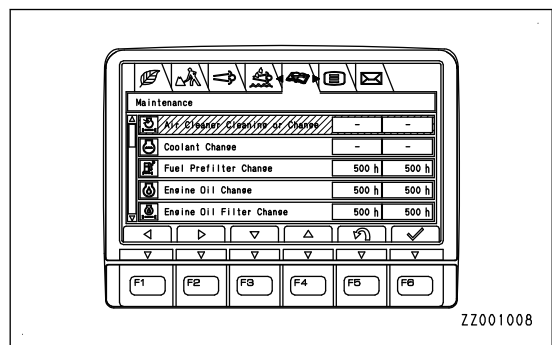 Maintenance
Air Cleaner Cleaning or Change - -
Coolant Change - -
Fuel Prefilter Change 500 h 500 h
Engine Oil Change 500 h 500 h
Engine Oil Filter Change 500 h 500 h
F1 F2 F3 F4 F5 F6
ZZ001008